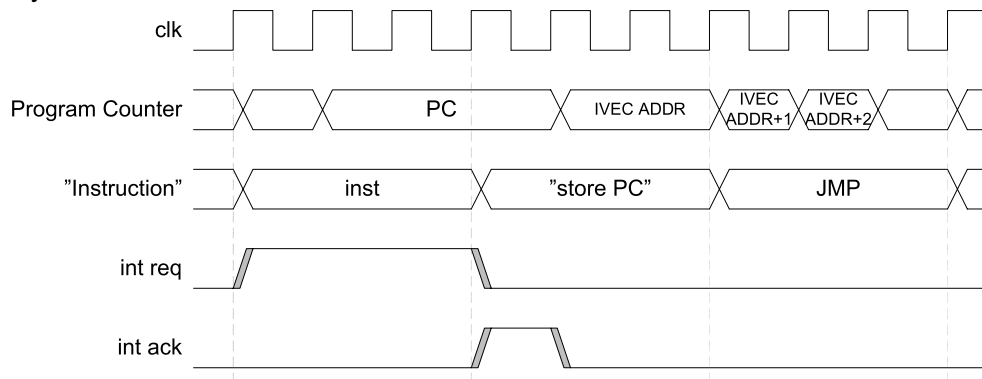 clk
Program Counter
PC
IVEC ADDR
IVEC
ADDR+1
IVEC
ADDR+2
”Instruction”
inst
”store PC”
JMP
int req
int ack